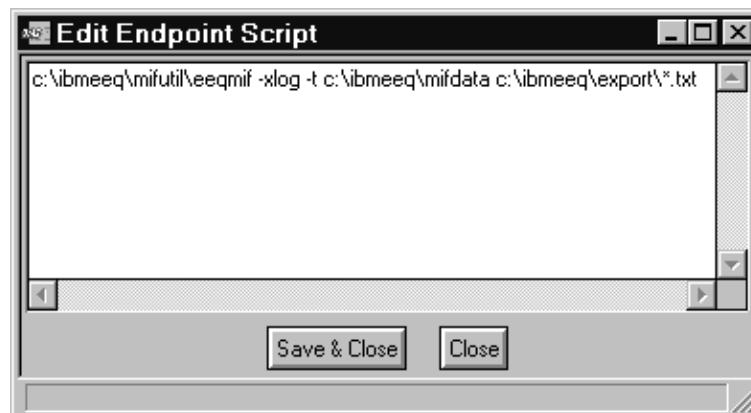 Edit Endpoint Script
c:\ibmeeq\mifutil\eeqmif -xlog -t c:\ibmeeq\mifdata c:\ibmeeq\export\*.txt
Save & Close
Close